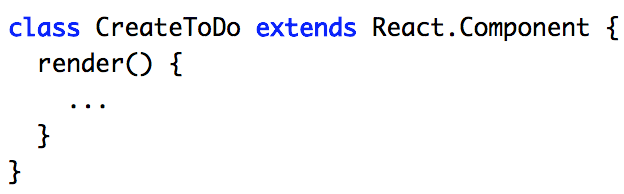 class CreateToDo extends React.Component {
  render() {
    ...
  }
}